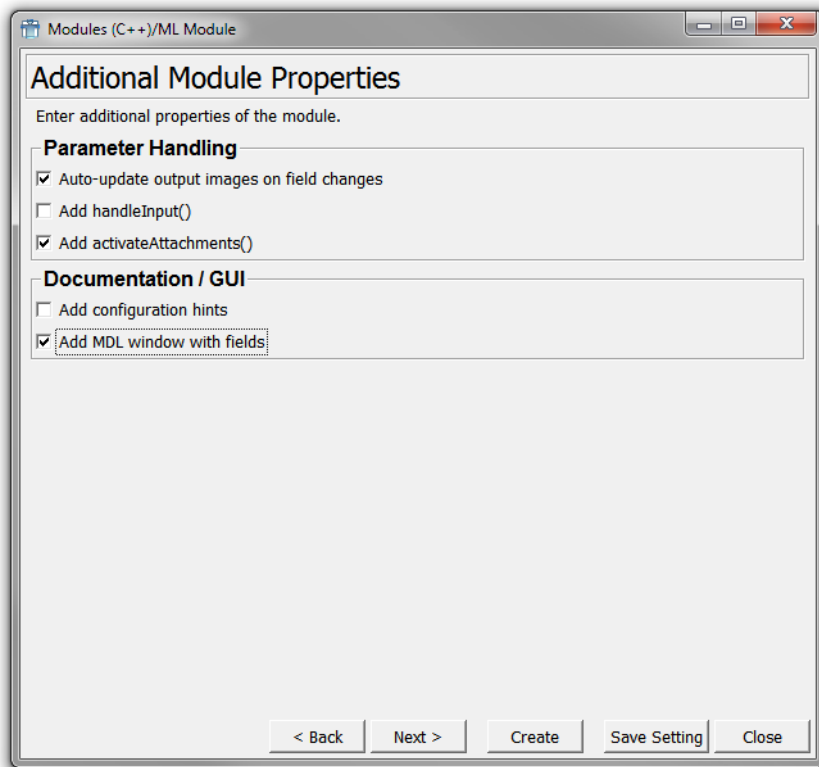 Modules (C++)/ML Module
Additional Module Properties
Enter additional properties of the module.
Parameter Handling
Auto-update output images on field changes
Add handleInput()
Add activateAttachments()
Documentation / GUI
Add configuration hints
Add MDL window with fields
< Back Next > Create Save Setting Close